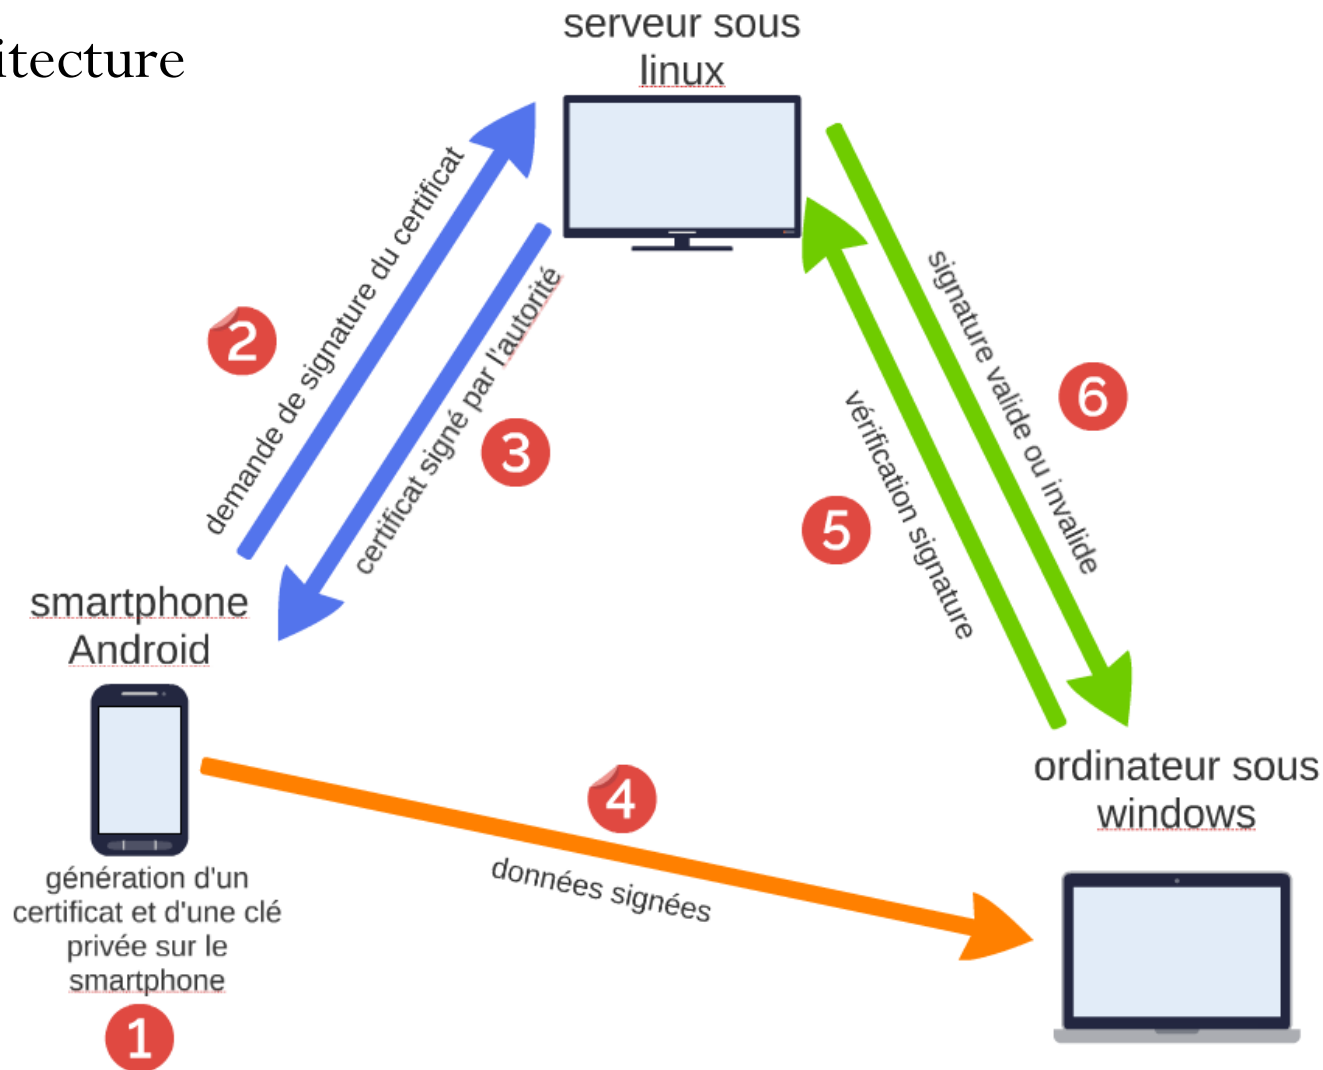 itecture
serveur sous
linux
demande de signature du certificat
2
certificat signé par l'autorité
3
signature valide ou invalide
6
vérification signature
5
smartphone
Android
4
données signées
ordinateur sous
windows
génération d'un
certificat et d'une clé
privée sur le
smartphone
1